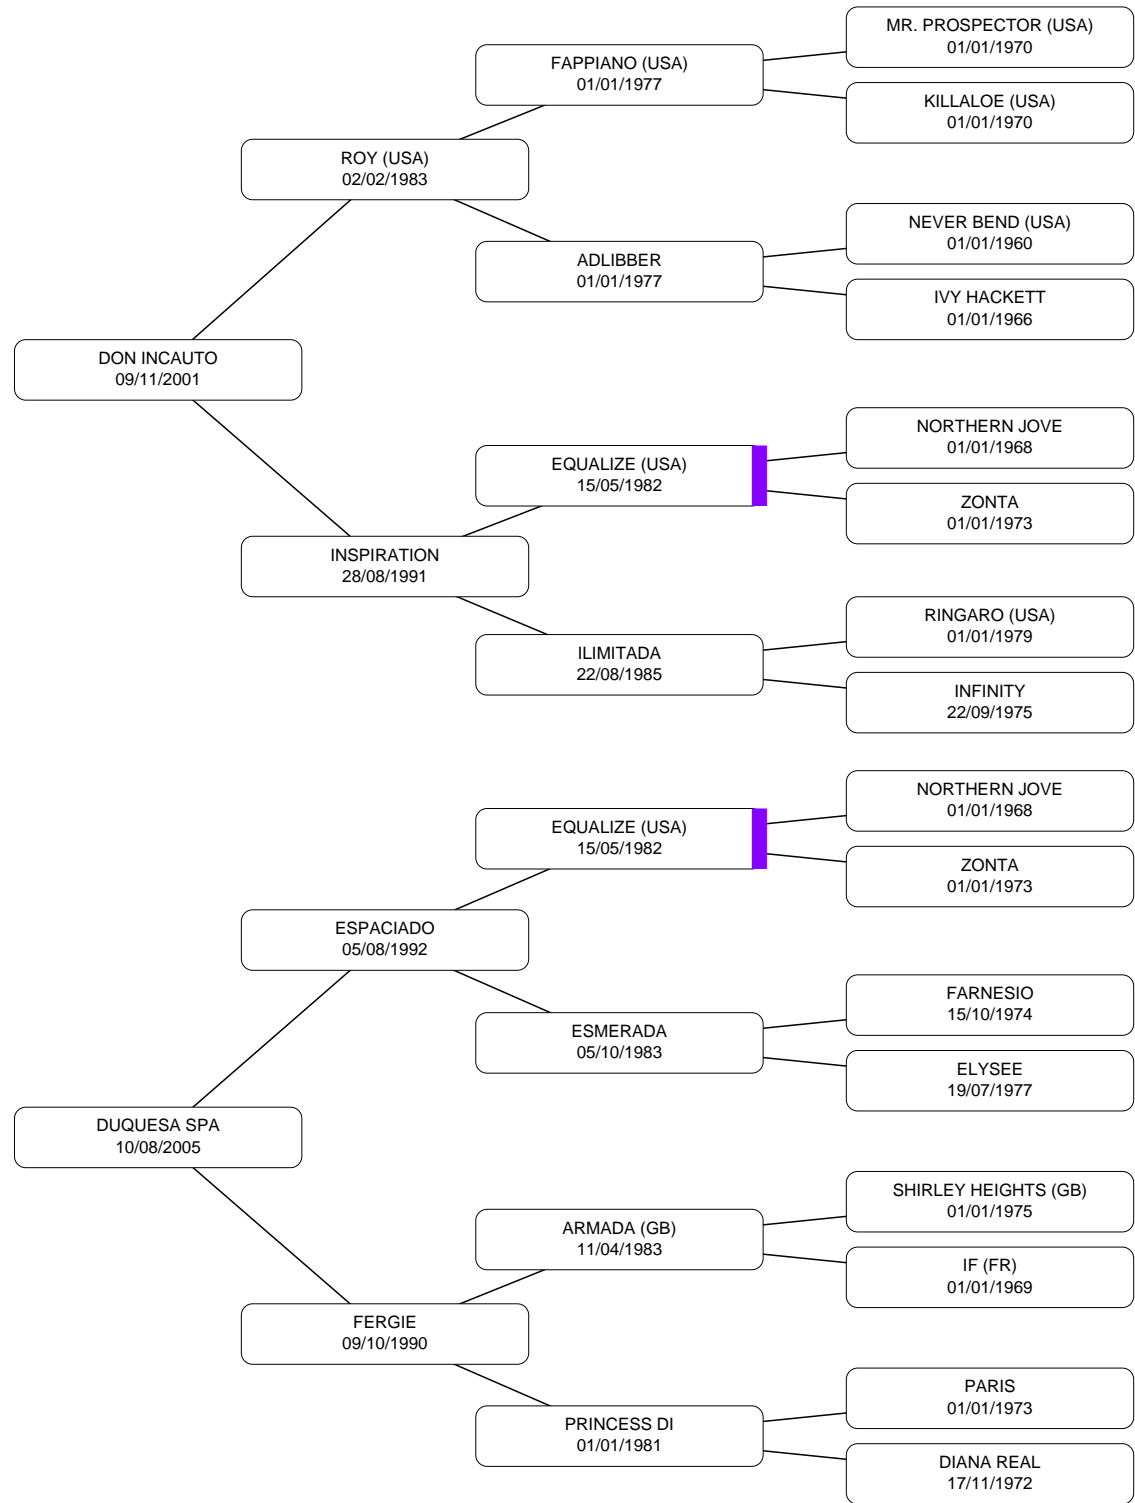 MR. PROSPECTOR (USA)
01/01/1970
FAPPIANO (USA)
01/01/1977
KILLALOE (USA)
01/01/1970
ROY (USA)
02/02/1983
NEVER BEND (USA)
01/01/1960
ADLIBBER
01/01/1977
IVY HACKETT
01/01/1966
DON INCAUTO
09/11/2001
NORTHERN JOVE
01/01/1968
EQUALIZE (USA)
15/05/1982
ZONTA
01/01/1973
INSPIRATION
28/08/1991
RINGARO (USA)
01/01/1979
ILIMITADA
22/08/1985
INFINITY
22/09/1975
NORTHERN JOVE
01/01/1968
EQUALIZE (USA)
15/05/1982
ZONTA
01/01/1973
ESPACIADO
05/08/1992
FARNESIO
15/10/1974
ESMERADA
05/10/1983
ELYSEE
19/07/1977
DUQUESA SPA
10/08/2005
SHIRLEY HEIGHTS (GB)
01/01/1975
ARMADA (GB)
11/04/1983
IF (FR)
01/01/1969
FERGIE
09/10/1990
PARIS
01/01/1973
PRINCESS DI
01/01/1981
DIANA REAL
17/11/1972